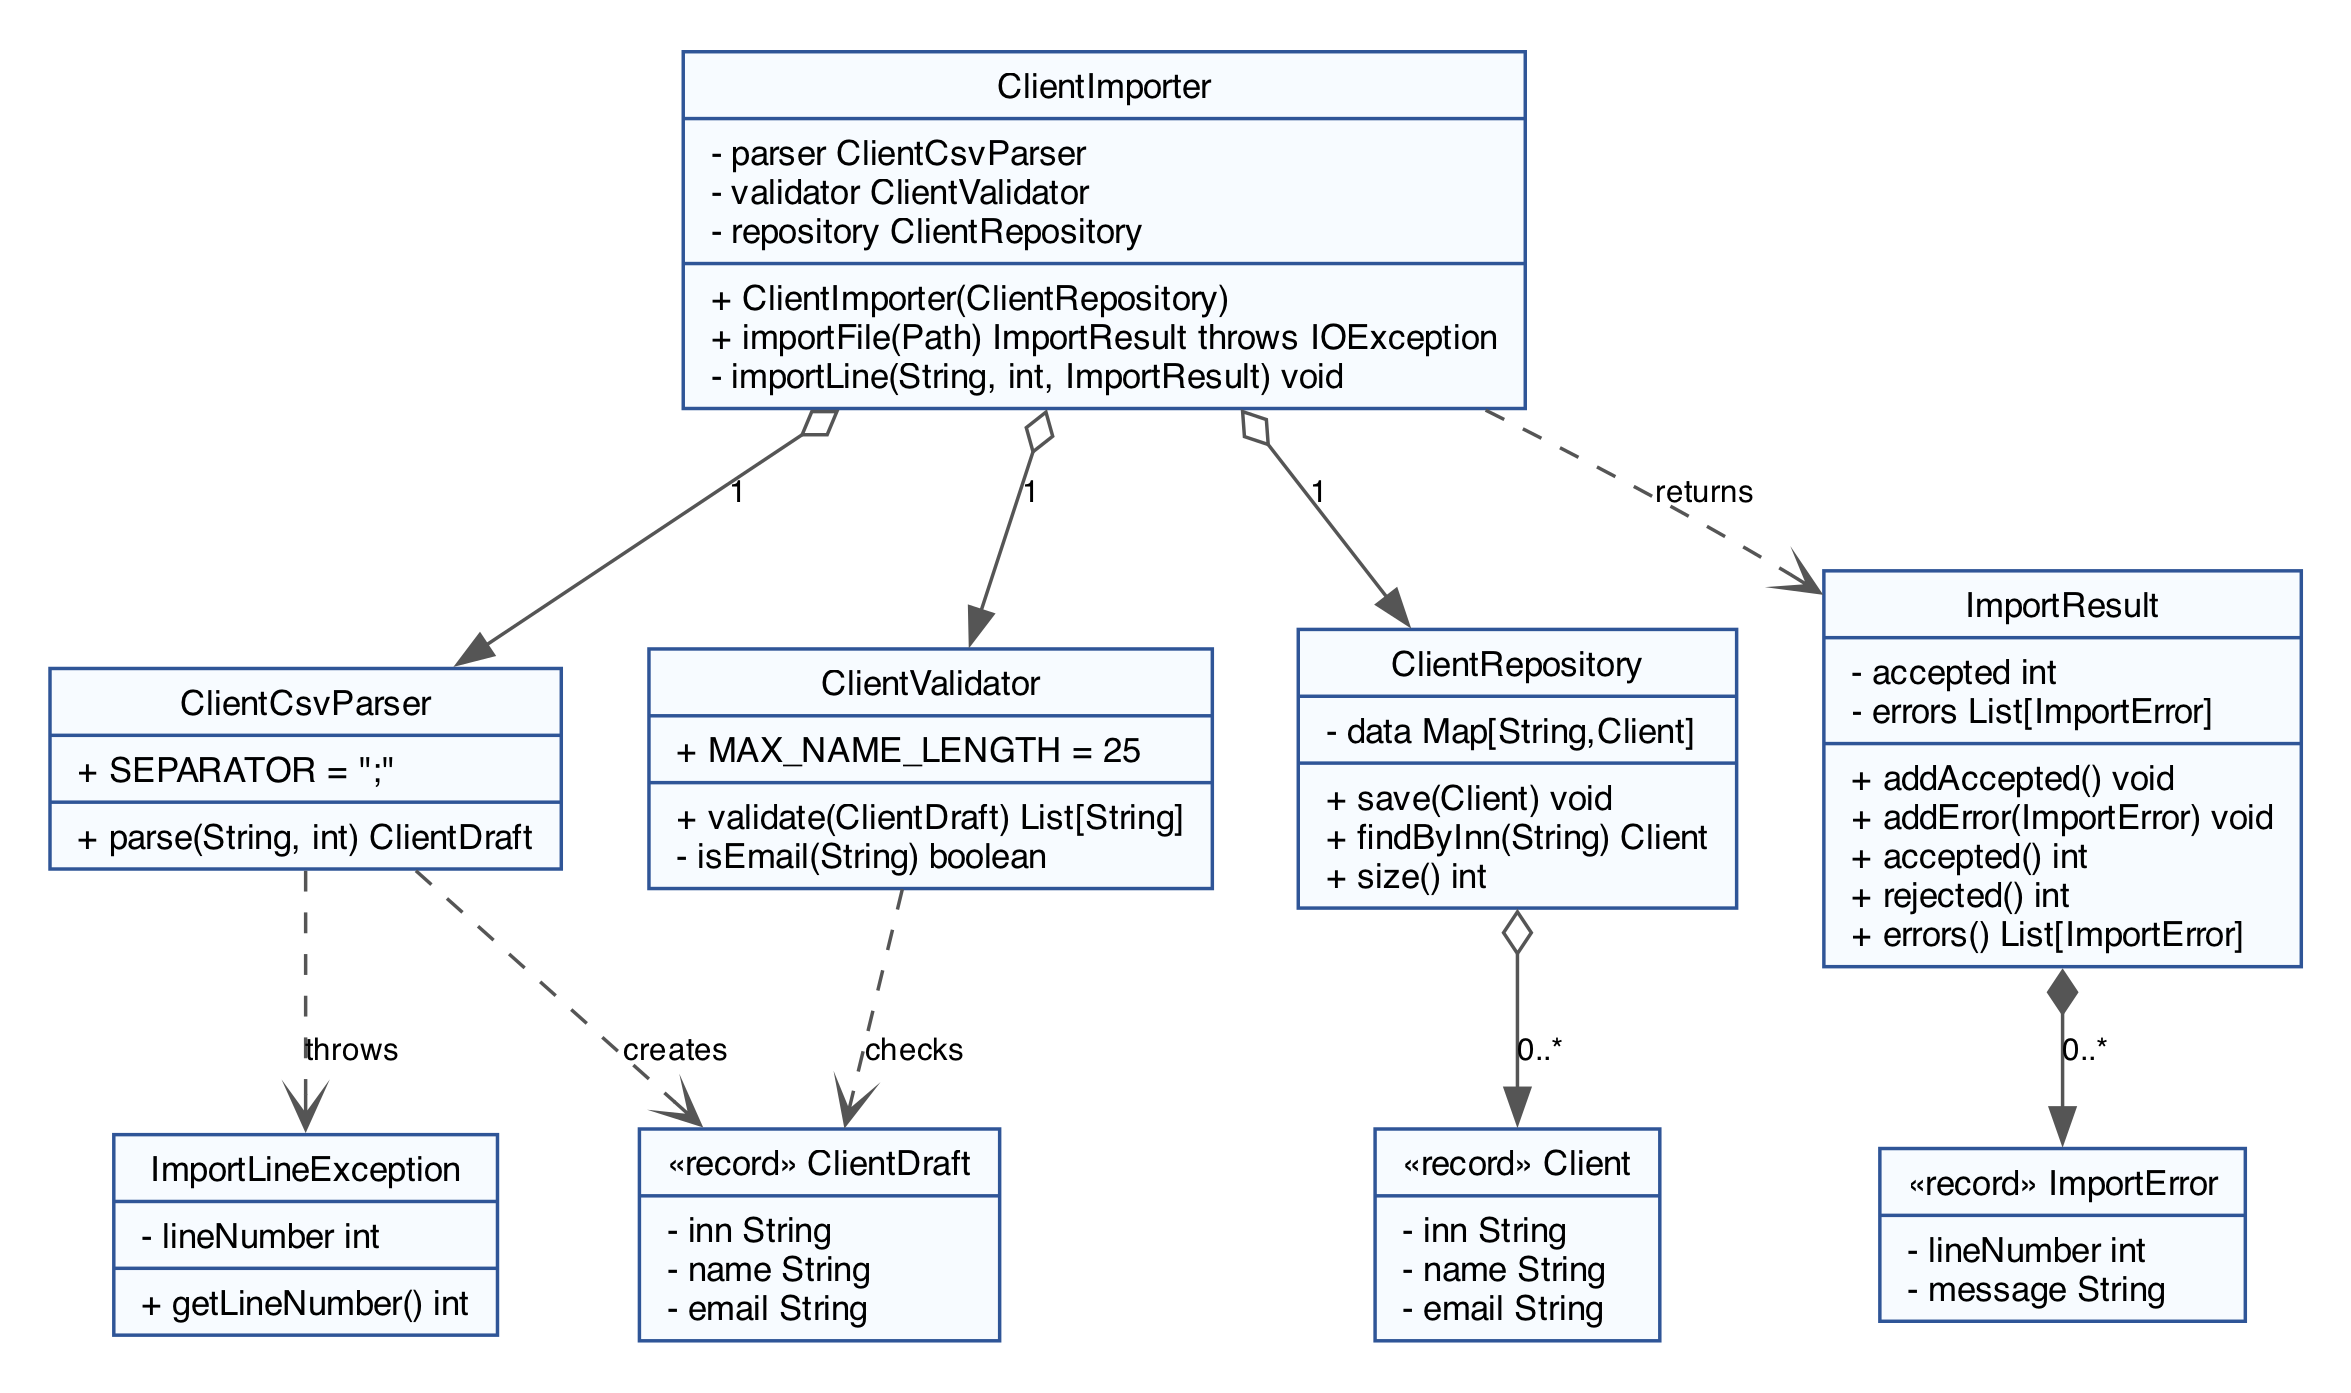 ClientImporter
- parser ClientCsvParser
- validator ClientValidator
- repository ClientRepository
+ ClientImporter(ClientRepository)
+ importFile(Path) ImportResult throws IOException
- importLine(String, int, ImportResult) void
1
1
1
returns
ClientCsvParser
+ SEPARATOR = ";"
+ parse(String, int) ClientDraft
ClientValidator
+ MAX_NAME_LENGTH = 25
+ validate(ClientDraft) List[String]
- isEmail(String) boolean
ClientRepository
- data Map[String,Client]
+ save(Client) void
+ findByInn(String) Client
+ size() int
ImportResult
- accepted int
- errors List[ImportError]
+ addAccepted() void
+ addError(ImportError) void
+ accepted() int
+ rejected() int
+ errors() List[ImportError]
throws
creates
checks
0..*
0..*
ImportLineException
- lineNumber int
+ getLineNumber() int
«record» ClientDraft
- inn String
- name String
- email String
«record» Client
- inn String
- name String
- email String
«record» ImportError
- lineNumber int
- message String